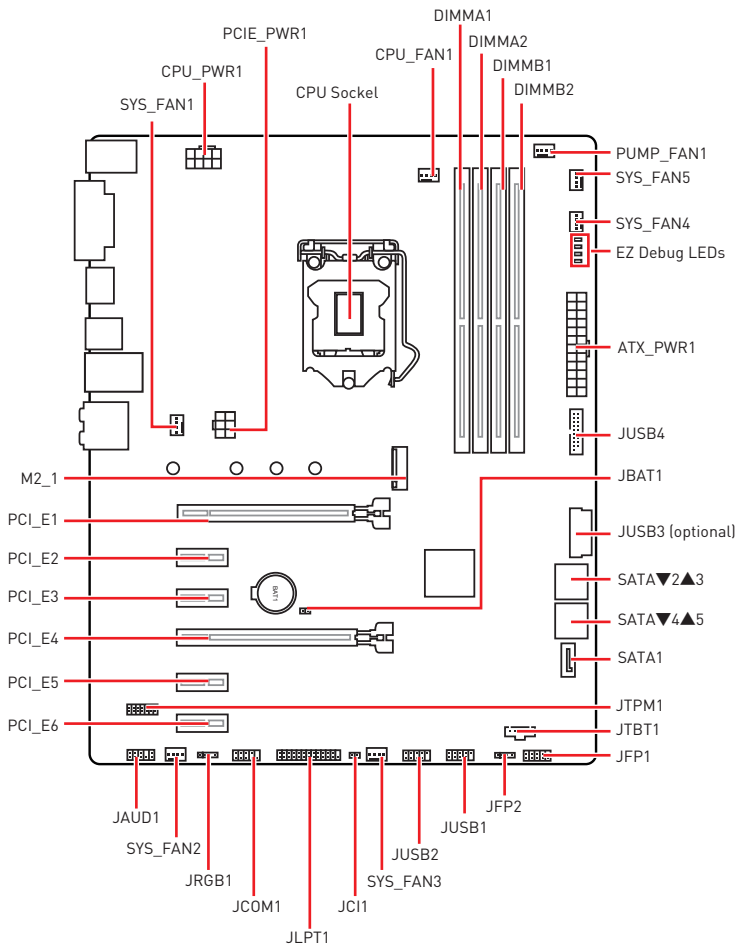 DIMMA1
PCIE_PWR1
DIMMA2
CPU_FAN1
CPU_PWR1
DIMMB1
CPU Sockel
DIMMB2
SYS_FAN1
PUMP_FAN1
SYS_FAN5
SYS_FAN4
EZ Debug LEDs
ATX_PWR1
JUSB4
M2_1
JBAT1
PCI_E1
JUSB3 (optional)
PCI_E2
SATA▼2▲3
PCI_E3
BAT1
SATA▼4▲5
PCI_E4
SATA1
PCI_E5
JTPM1
PCI_E6
JTBT1
JFP1
JAUD1
JFP2
JUSB1
SYS_FAN2
JUSB2
JRGB1
SYS_FAN3
JCOM1
JCI1
JLPT1